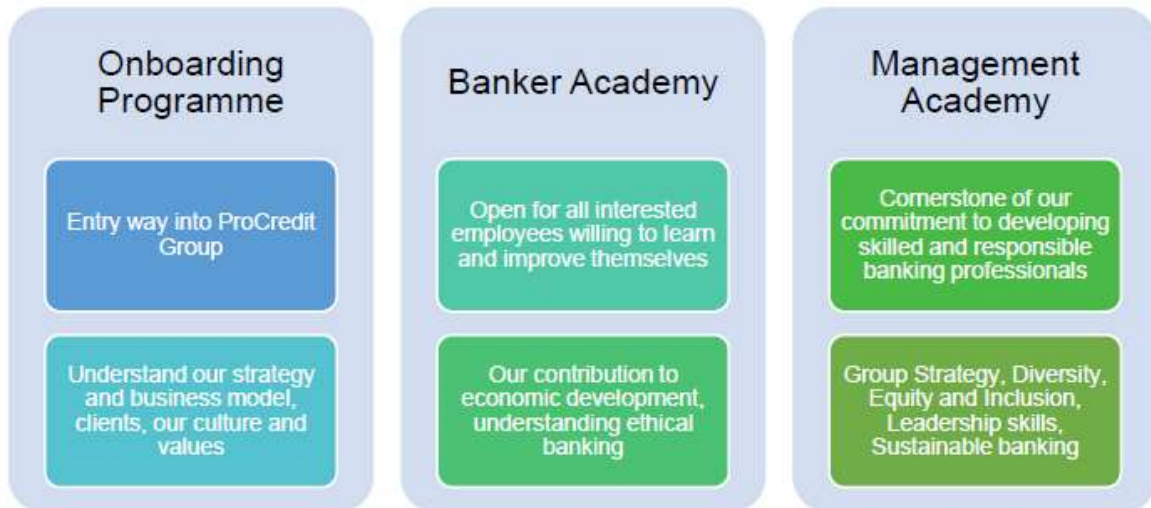 Onboarding
Programme
Entry way into ProCredit
Group
Understand our strategy
and business model,
clients, our culture and
values
Banker Academy
Open for all interested
employees willing to learn
and improve themselves
Our contribution to
economic development,
understanding ethical
banking
Management
Academy
Cornerstone of our
commitment to developing
skilled and responsible
banking professionals
Group Strategy, Diversity,
Equity and Inclusion,
Leadership skills,
Sustainable banking